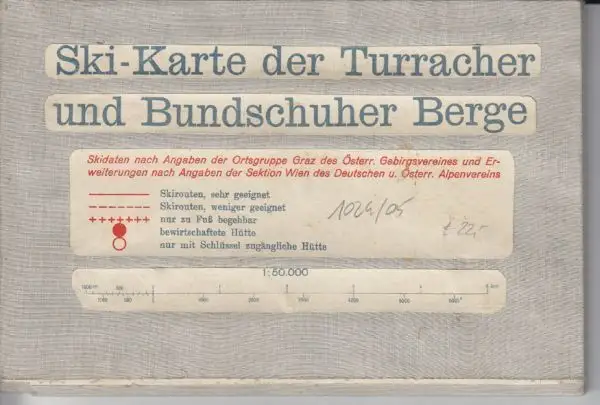 Ski-Karte der Turracher
und Bundschuher Berge
Skidaten nach Angaben der Ortsgruppe Graz des Österr. Gebirgsvereines und Er-
weiterungen nach Angaben der Sektion Wien des Deutschen u. Österr. Alpenvereins
Skirouten, sehr geeignet
Skirouten, weniger geeignet
nur zu Fuß begehbar
bewirtschaftete Hütte
nur mit Schlüssel zugängliche Hütte
1024/05
22,-
1:50.000